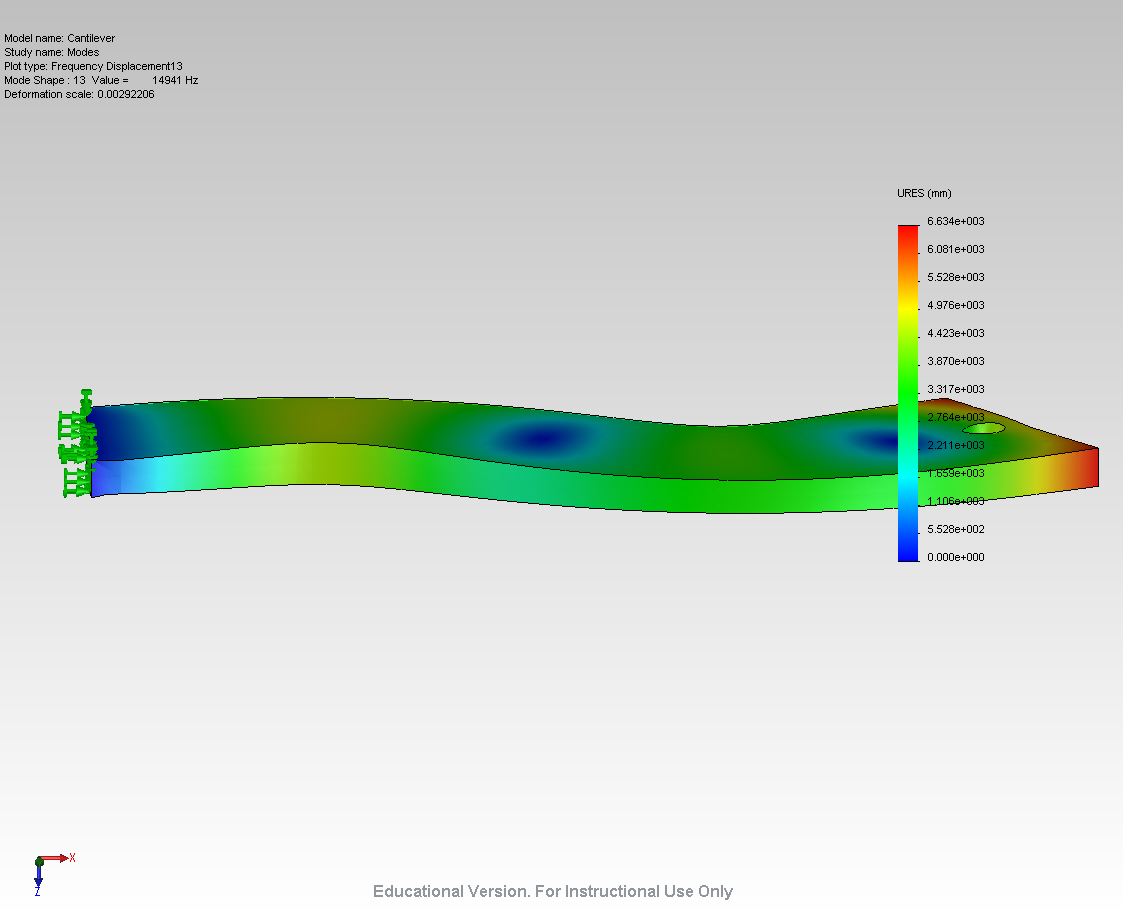 Model name: Cantilever
Study name: Modes
Plot type: Frequency Displacement13
Mode Shape : 13  Value =        14941 Hz
Deformation scale: 0.00292206
URES (mm)
6.634e+003
6.081e+003
5.528e+003
4.976e+003
4.423e+003
3.870e+003
3.317e+003
2.764e+003
2.211e+003
1.659e+003
1.106e+003
5.528e+002
0.000e+000
X
Z
Educational Version. For Instructional Use Only